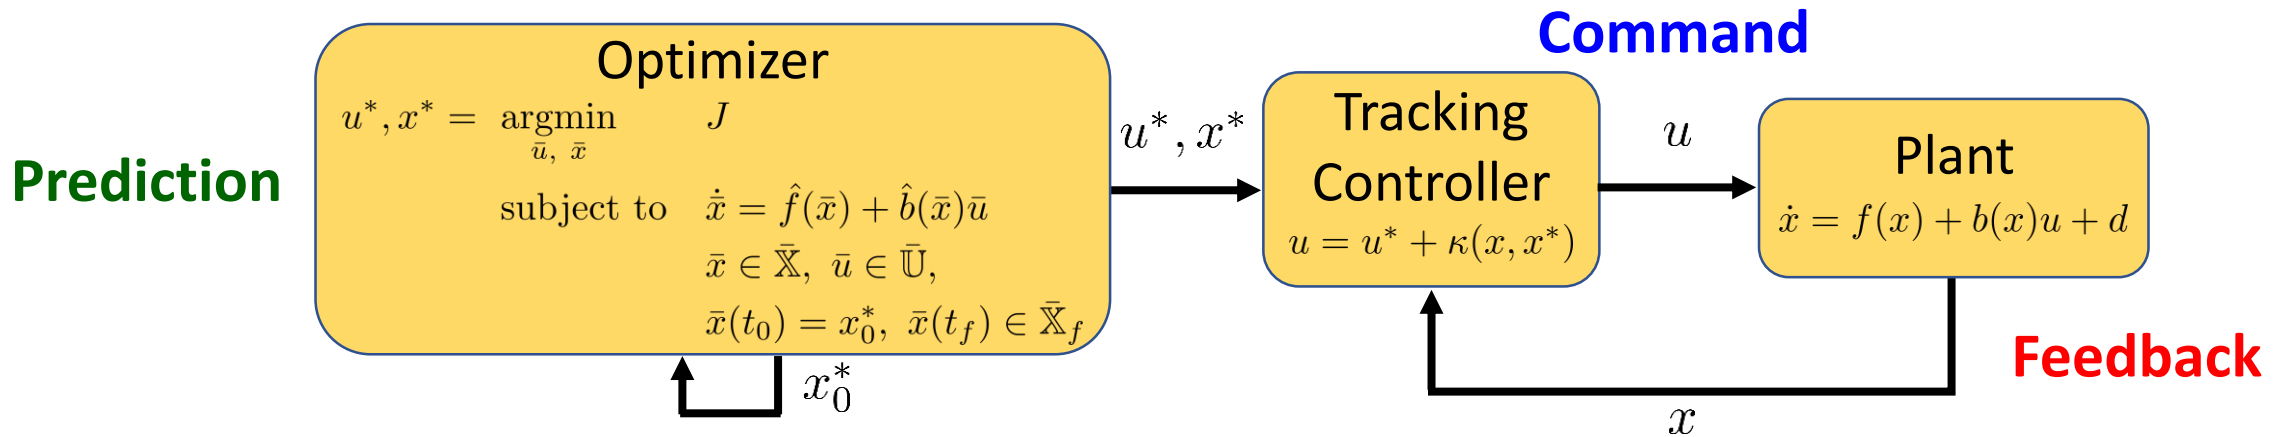 Command
Optimizer
u*, x* = argmin J
ū, x̄
subject to ẋ̄ = f̂(x̄) + b̂(x̄)ū
x̄ ∈ 𝕏̄, ū ∈ 𝕌̄,
x̄(t₀) = x₀*, x̄(t_f) ∈ 𝕏̄_f
Prediction
x₀*
u*, x*
Tracking
Controller
u = u* + κ(x, x*)
u
Plant
ẋ = f(x) + b(x)u + d
Feedback
x